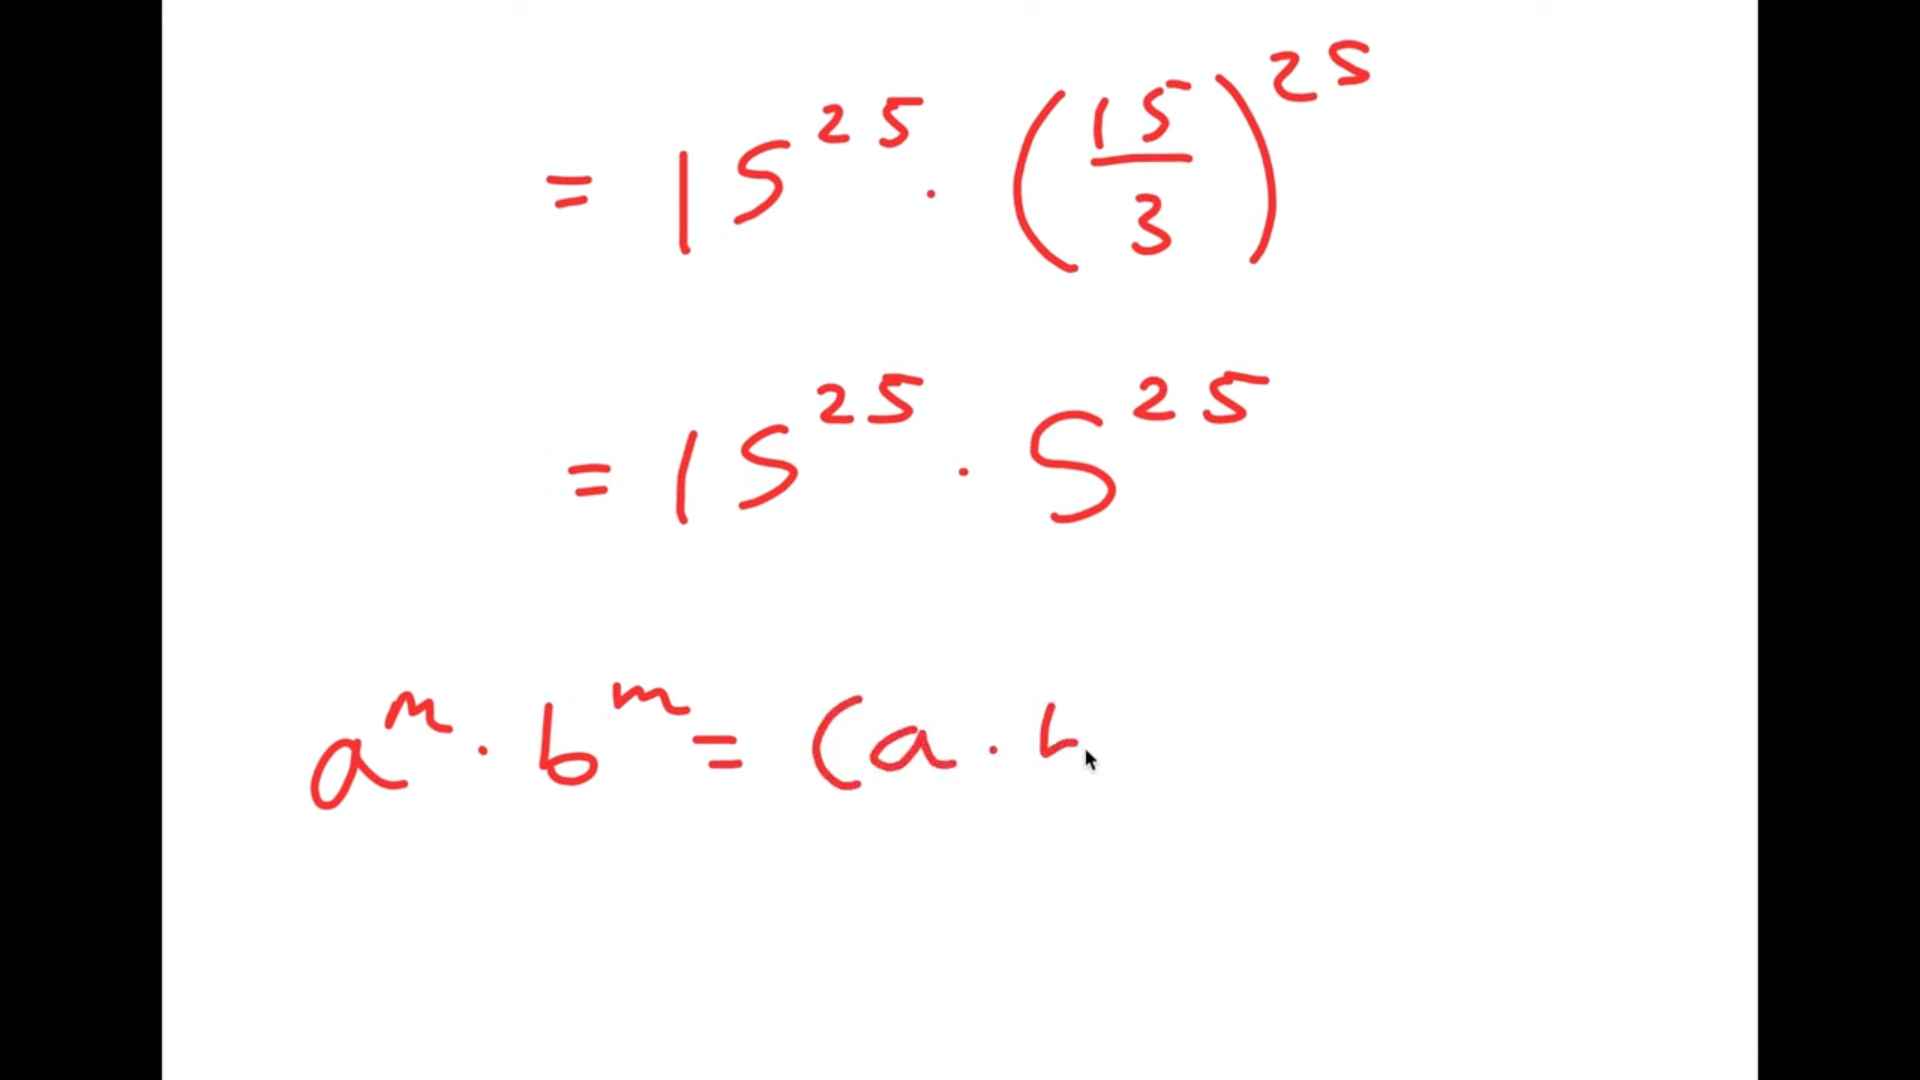 = 15^25 · (15/3)^25
= 15^25 · 5^25
a^m · b^m = (a · b